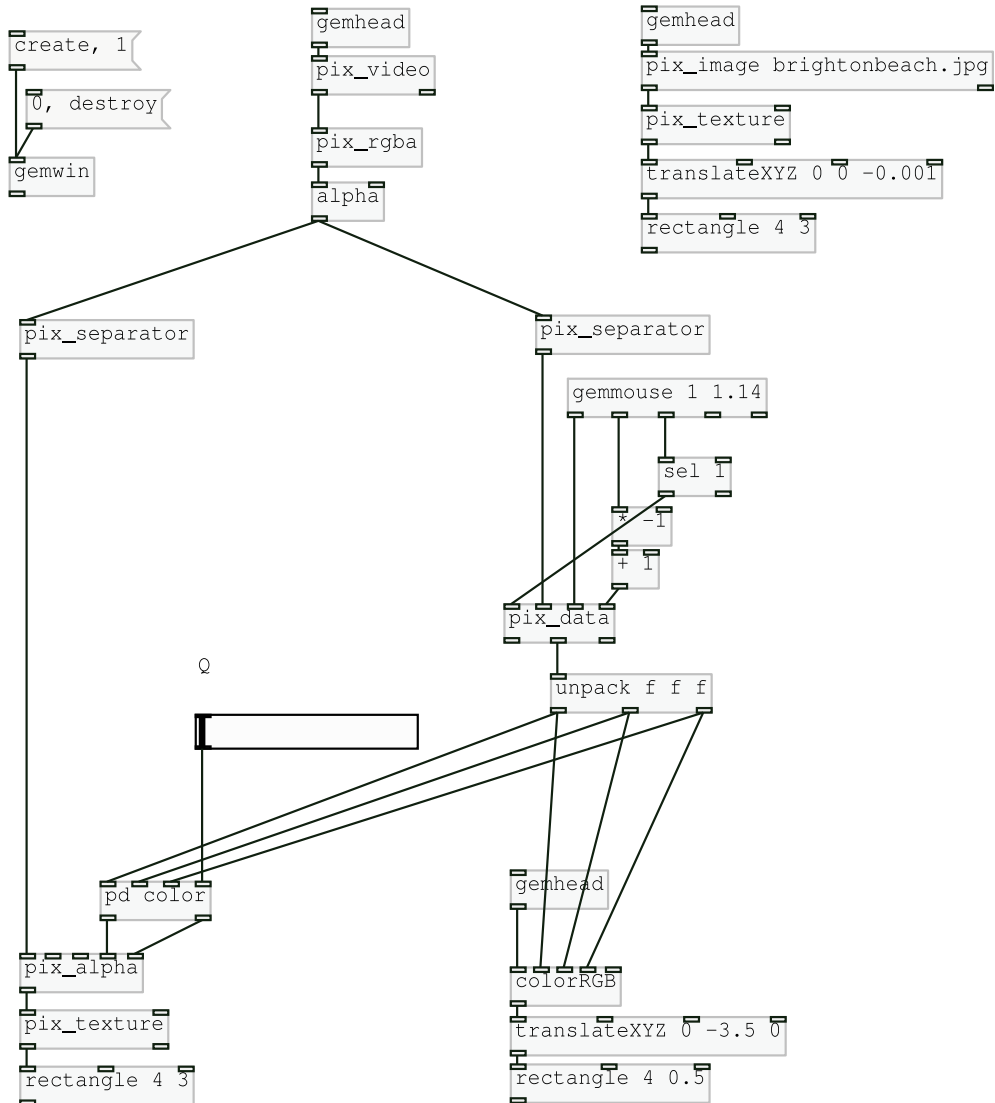 create, 1
0, destroy
gemwin
gemhead
pix_video
pix_rgba
alpha
gemhead
pix_image brightonbeach.jpg
pix_texture
translateXYZ 0 0 -0.001
rectangle 4 3
pix_separator
pix_separator
gemmouse 1 1.14
sel 1
* -1
+ 1
pix_data
unpack f f f
Q
pd color
pix_alpha
pix_texture
rectangle 4 3
gemhead
colorRGB
translateXYZ 0 -3.5 0
rectangle 4 0.5